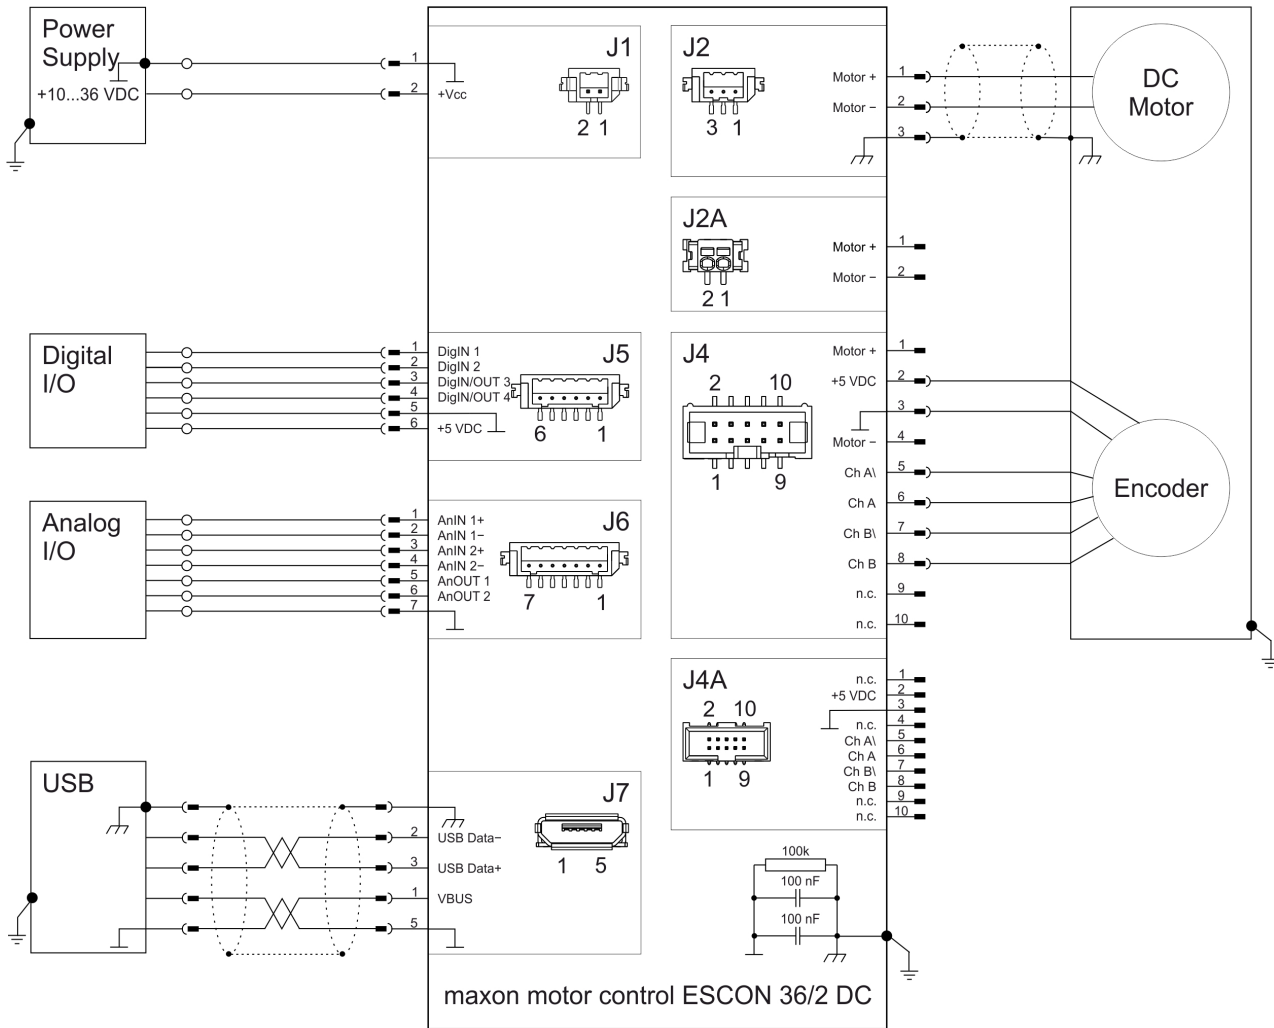 Power
Supply
+10...36 VDC
1
2
+Vcc
J1
2 1
J2
3 1
Motor +
Motor −
1
2
3
DC
Motor
J2A
2 1
Motor +
Motor −
1
2
Digital
I/O
1
2
3
4
5
6
DigIN 1
DigIN 2
DigIN/OUT 3
DigIN/OUT 4
+5 VDC
J5
6 1
J4
2 10
1 9
Motor +
+5 VDC
Motor −
Ch A\
Ch A
Ch B\
Ch B
n.c.
n.c.
1
2
3
4
5
6
7
8
9
10
Encoder
Analog
I/O
1
2
3
4
5
6
7
AnIN 1+
AnIN 1−
AnIN 2+
AnIN 2−
AnOUT 1
AnOUT 2
J6
7 1
J4A
2 10
1 9
n.c.
+5 VDC
n.c.
Ch A\
Ch A
Ch B\
Ch B
n.c.
n.c.
1
2
3
4
5
6
7
8
9
10
USB
2
3
1
5
USB Data−
USB Data+
VBUS
J7
1 5
100k
100 nF
100 nF
maxon motor control ESCON 36/2 DC